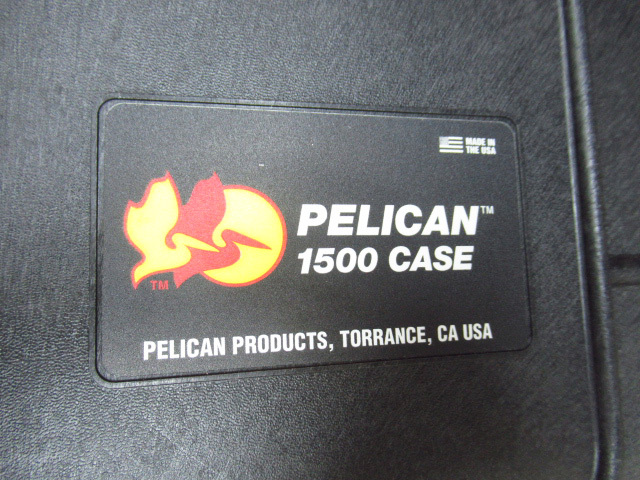 MADE IN
THE USA
PELICAN™
1500 CASE
TM
PELICAN PRODUCTS, TORRANCE, CA USA